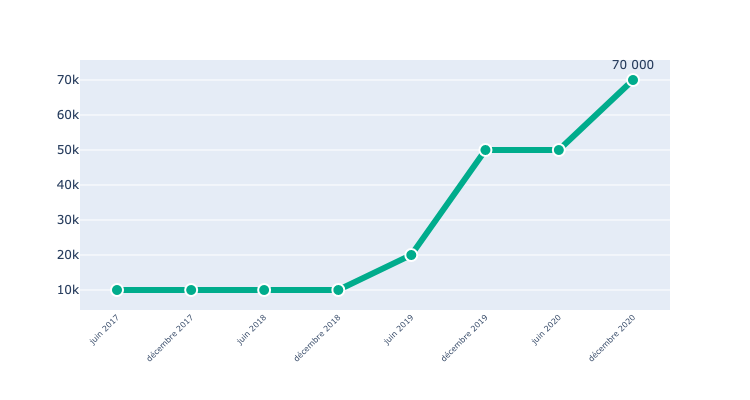 70 000
70k
60k
50k
40k
30k
20k
10k
juin 2017
décembre 2017
juin 2018
décembre 2018
juin 2019
décembre 2019
juin 2020
décembre 2020